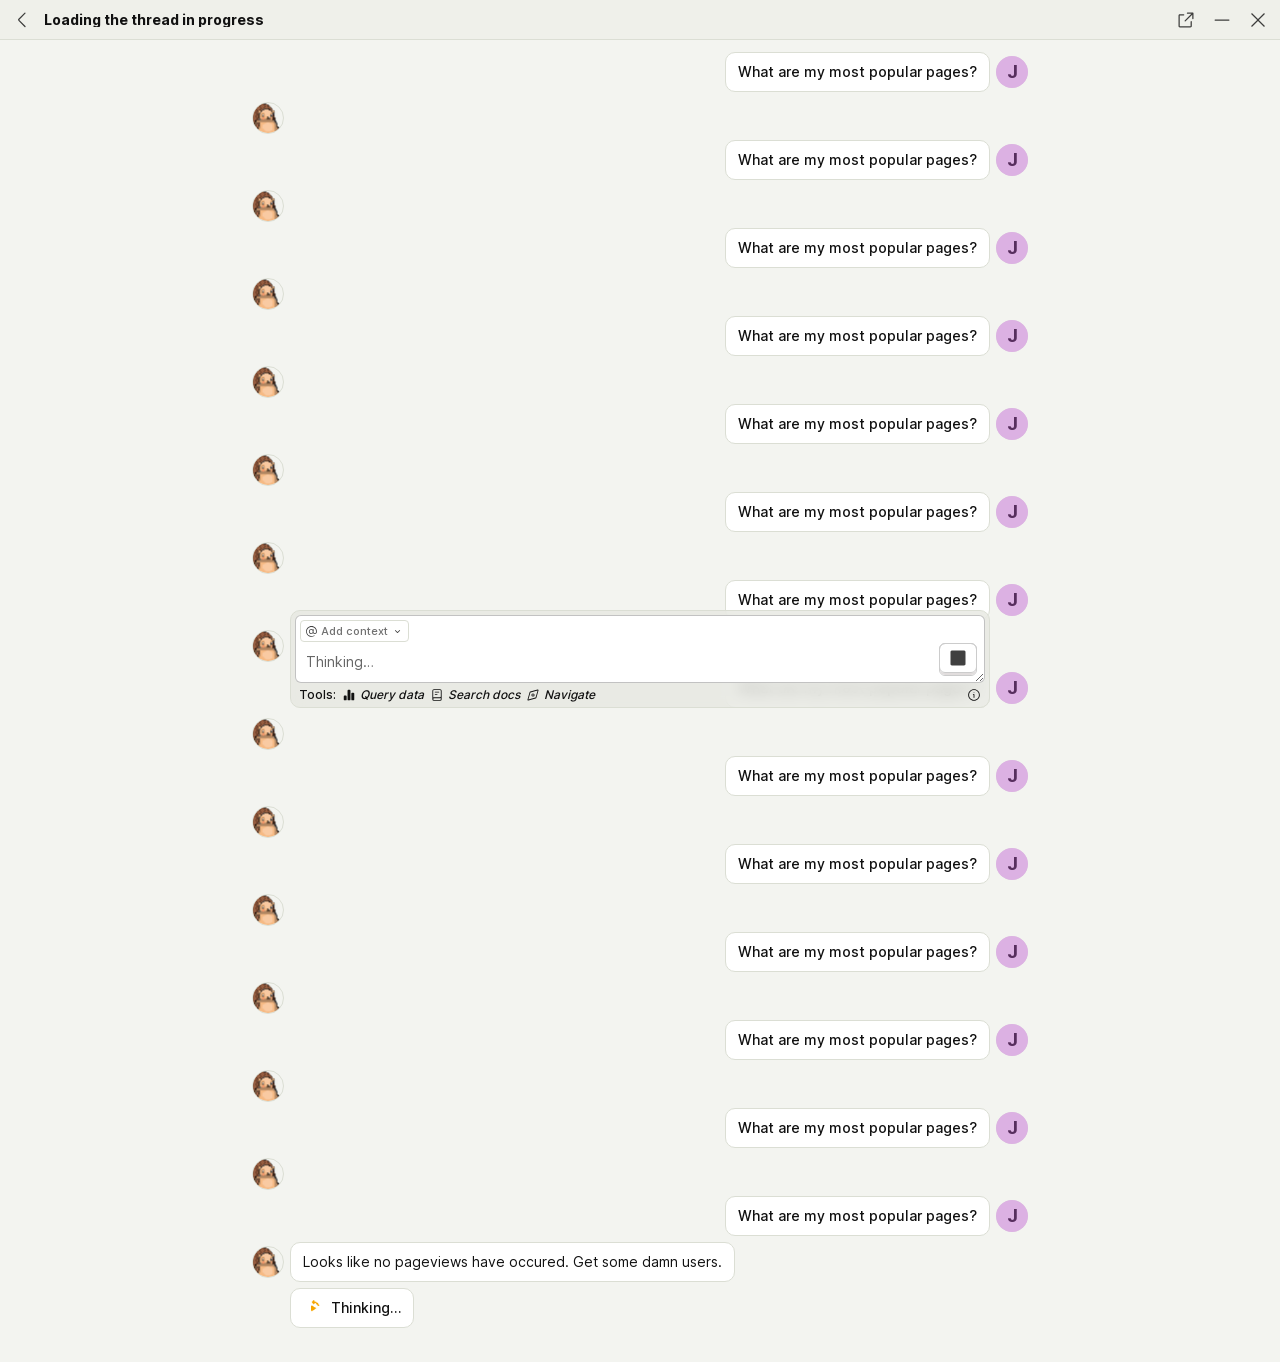 Loading the thread in progress
What are my most popular pages?
J
What are my most popular pages?
J
What are my most popular pages?
J
What are my most popular pages?
J
What are my most popular pages?
J
What are my most popular pages?
J
What are my most popular pages?
J
@ Add context
Thinking…
J
Tools: Query data Search docs Navigate
What are my most popular pages?
J
What are my most popular pages?
J
What are my most popular pages?
J
What are my most popular pages?
J
What are my most popular pages?
J
What are my most popular pages?
J
Looks like no pageviews have occured. Get some damn users.
Thinking...